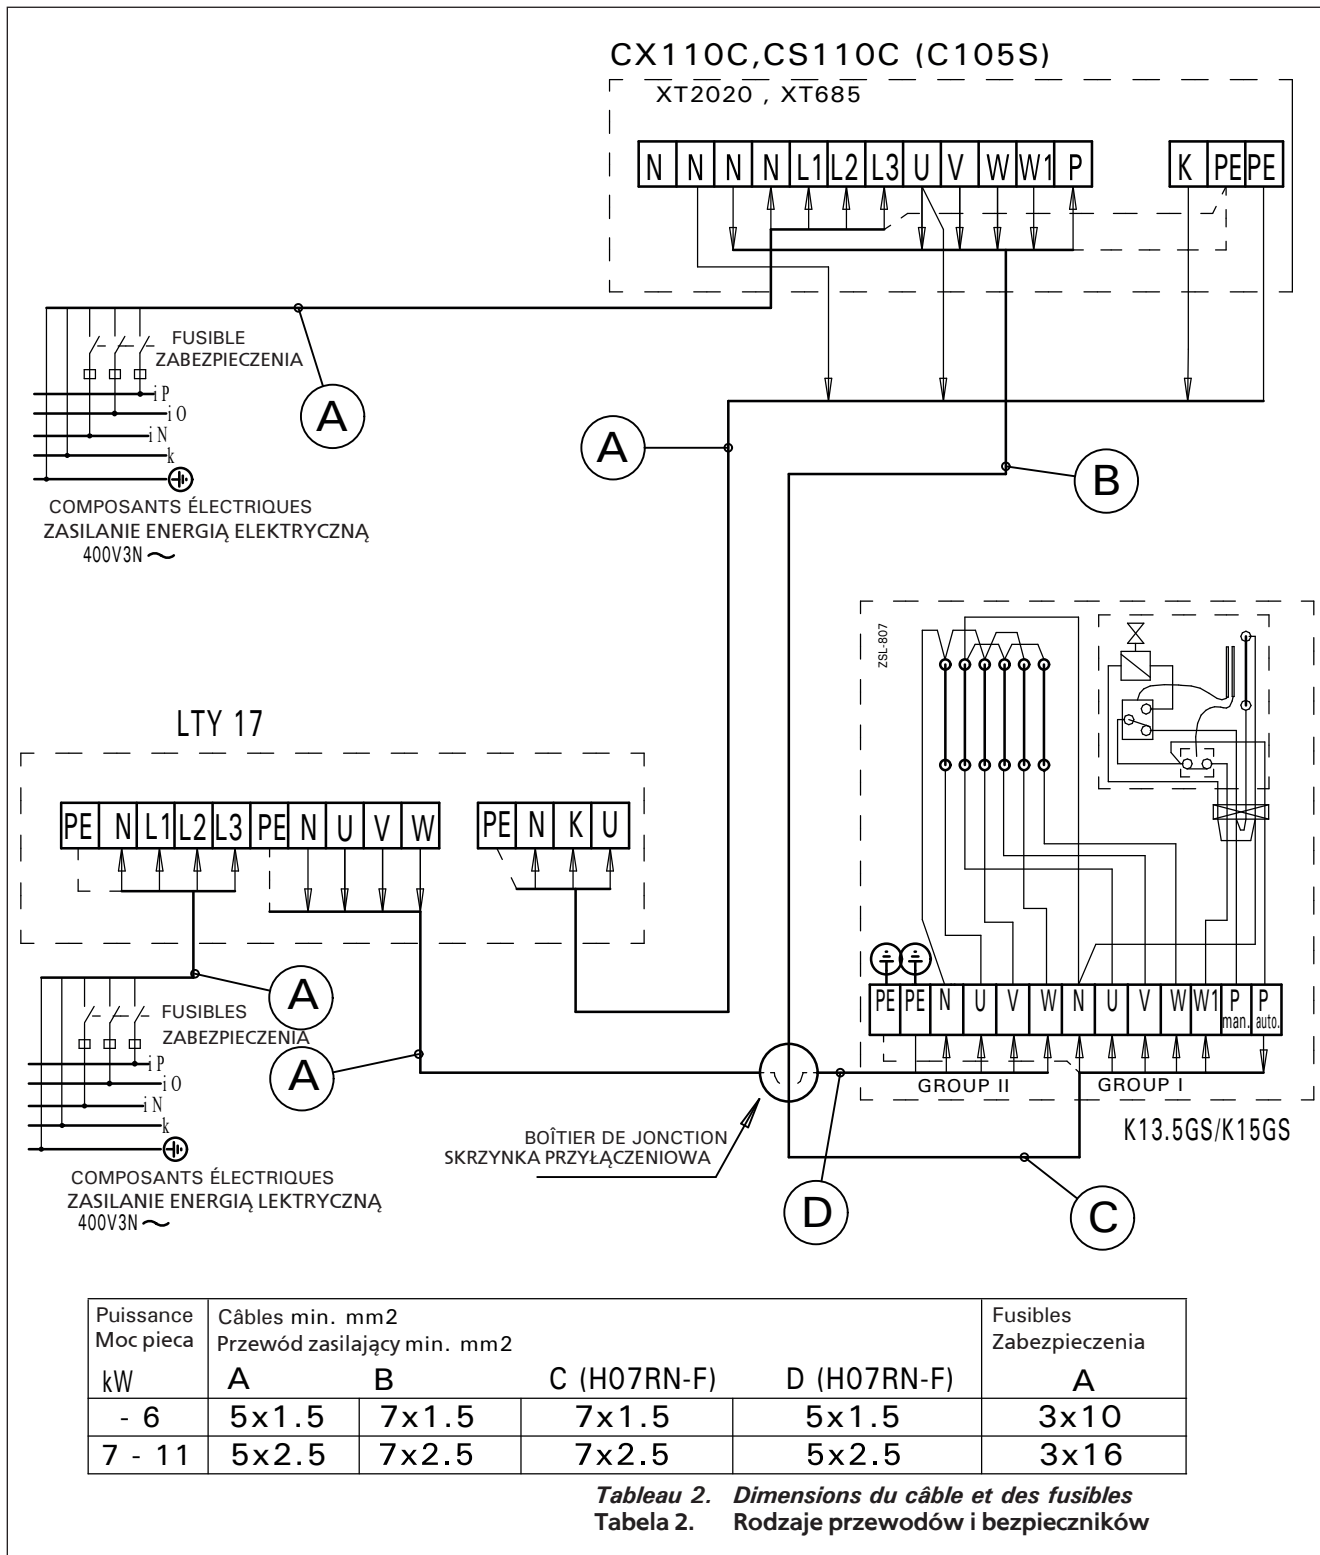 CX110C,CS110C (C105S)
XT2020 , XT685
N N N N L1 L2 L3 U V W W1 P K PE PE
FUSIBLE
ZABEZPIECZENIA
i P
i O
i N
k
COMPOSANTS ÉLECTRIQUES
ZASILANIE ENERGIĄ ELEKTRYCZNĄ
400V3N ~
A
A
B
ZSL-807
LTY 17
PE N L1 L2 L3 PE N U V W PE N K U
A
FUSIBLES
ZABEZPIECZENIA
i P
i O
i N
k
A
COMPOSANTS ÉLECTRIQUES
ZASILANIE ENERGIĄ LEKTRYCZNĄ
400V3N ~
PE PE N U V W N U V W W1 P man. P auto.
GROUP II GROUP I
K13.5GS/K15GS
BOÎTIER DE JONCTION
SKRZYNKA PRZYŁĄCZENIOWA
D
C
Puissance Câbles min. mm2 Fusibles
Moc pieca Przewód zasilający min. mm2 Zabezpieczenia
kW A B C (H07RN-F) D (H07RN-F) A
- 6 5x1.5 7x1.5 7x1.5 5x1.5 3x10
7 - 11 5x2.5 7x2.5 7x2.5 5x2.5 3x16
Tableau 2. Dimensions du câble et des fusibles
Tabela 2. Rodzaje przewodów i bezpieczników